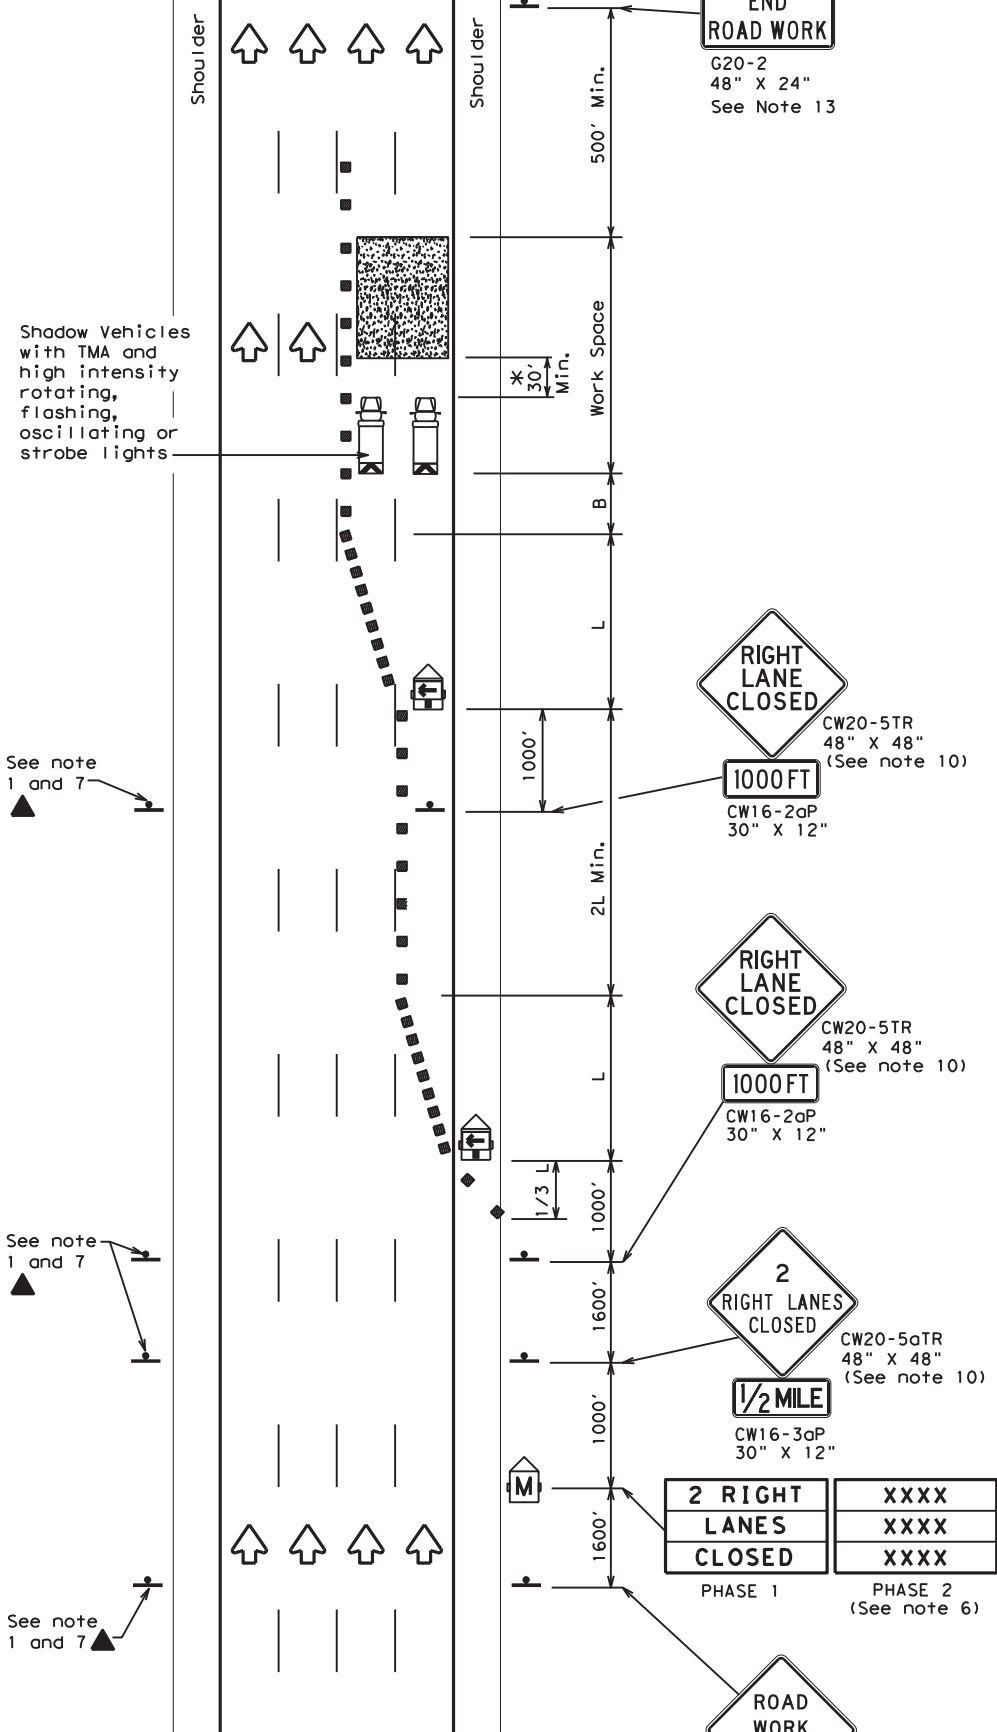 END
ROAD WORK
G20-2
48" X 24"
See Note 13
Shoulder
Shoulder
500' Min.
Shadow Vehicles
with TMA and
high intensity
rotating,
flashing,
oscillating or
strobe lights
* 30'
Min.
Work Space
B
L
RIGHT
LANE
CLOSED
CW20-5TR
48" X 48"
(See note 10)
1000 FT
CW16-2aP
30" X 12"
1000'
See note
1 and 7
2L Min.
RIGHT
LANE
CLOSED
CW20-5TR
48" X 48"
(See note 10)
1000 FT
CW16-2aP
30" X 12"
L
1/3 L
1000'
See note
1 and 7
1600'
2
RIGHT LANES
CLOSED
CW20-5aTR
48" X 48"
(See note 10)
1/2 MILE
CW16-3aP
30" X 12"
1000'
M
2 RIGHT
LANES
CLOSED
PHASE 1
XXXX
XXXX
XXXX
PHASE 2
(See note 6)
1600'
See note
1 and 7
ROAD
WORK